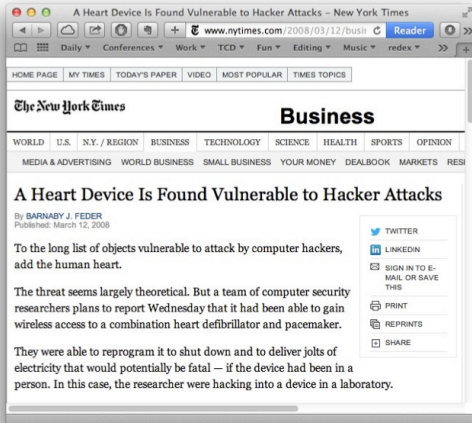 A Heart Device Is Found Vulnerable to Hacker Attacks – New York Times
www.nytimes.com/2008/03/12/busin Reader
Daily Conferences Work TCD Fun Editing Music redex
HOME PAGE MY TIMES TODAY'S PAPER VIDEO MOST POPULAR TIMES TOPICS
The New York Times
Business
WORLD U.S. N.Y. / REGION BUSINESS TECHNOLOGY SCIENCE HEALTH SPORTS OPINION
MEDIA & ADVERTISING WORLD BUSINESS SMALL BUSINESS YOUR MONEY DEALBOOK MARKETS RESE
A Heart Device Is Found Vulnerable to Hacker Attacks
By BARNABY J. FEDER
Published: March 12, 2008
To the long list of objects vulnerable to attack by computer hackers,
add the human heart.
The threat seems largely theoretical. But a team of computer security
researchers plans to report Wednesday that it had been able to gain
wireless access to a combination heart defibrillator and pacemaker.
They were able to reprogram it to shut down and to deliver jolts of
electricity that would potentially be fatal — if the device had been in a
person. In this case, the researcher were hacking into a device in a laboratory.
TWITTER
LINKEDIN
SIGN IN TO E-
MAIL OR SAVE
THIS
PRINT
REPRINTS
SHARE